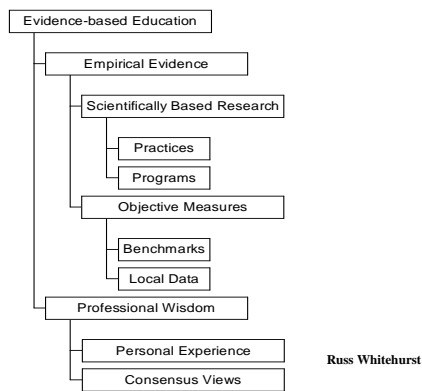 Evidence-based Education
Empirical Evidence
Scientifically Based Research
Practices
Programs
Objective Measures
Benchmarks
Local Data
Professional Wisdom
Personal Experience
Consensus Views
Russ Whitehurst